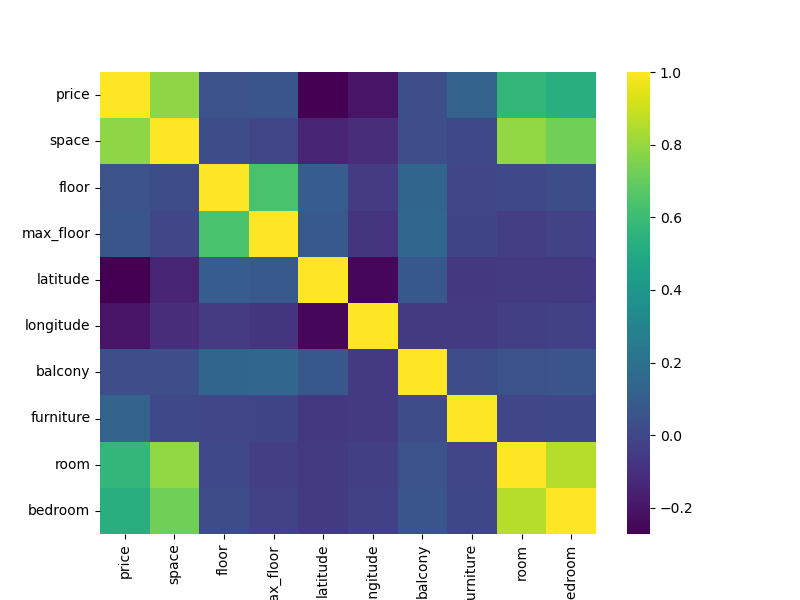 price
space
floor
max_floor
latitude
longitude
balcony
furniture
room
bedroom
price
space
floor
ax_floor
latitude
ngitude
balcony
urniture
room
edroom
1.0
0.8
0.6
0.4
0.2
0.0
−0.2